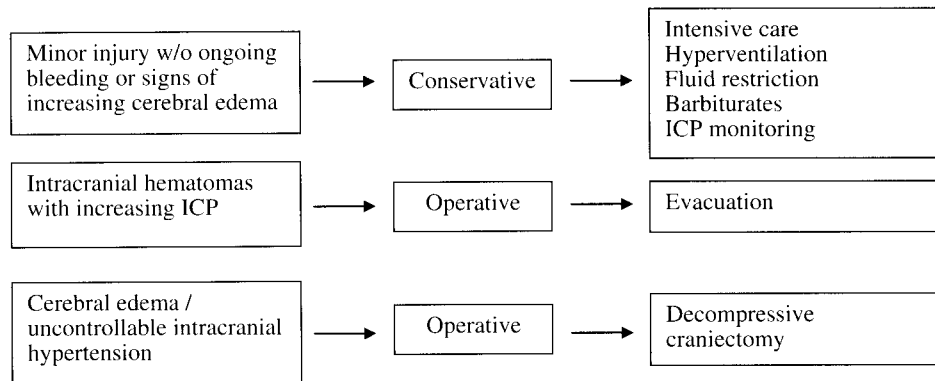 Minor injury w/o ongoing
bleeding or signs of
increasing cerebral edema
Conservative
Intensive care
Hyperventilation
Fluid restriction
Barbiturates
ICP monitoring
Intracranial hematomas
with increasing ICP
Operative
Evacuation
Cerebral edema /
uncontrollable intracranial
hypertension
Operative
Decompressive
craniectomy